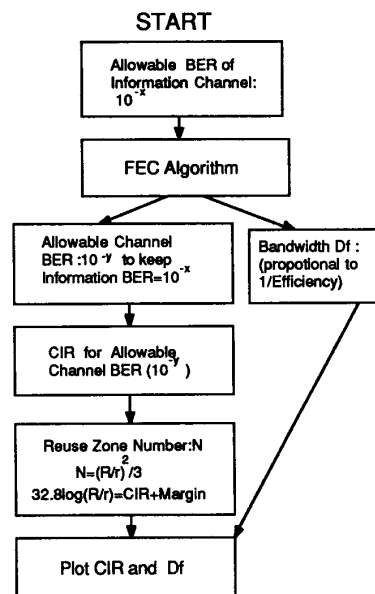 START
Allowable BER of
Information Channel:
10^-x
FEC Algorithm
Allowable Channel
BER :10^-y to keep
Information BER=10^-x
Bandwidth Df :
(propotional to
1/Efficiency)
CIR for Allowable
Channel BER (10^-y )
Reuse Zone Number:N
N=(R/r)^2/3
32.8log(R/r)=CIR+Margin
Plot CIR and Df